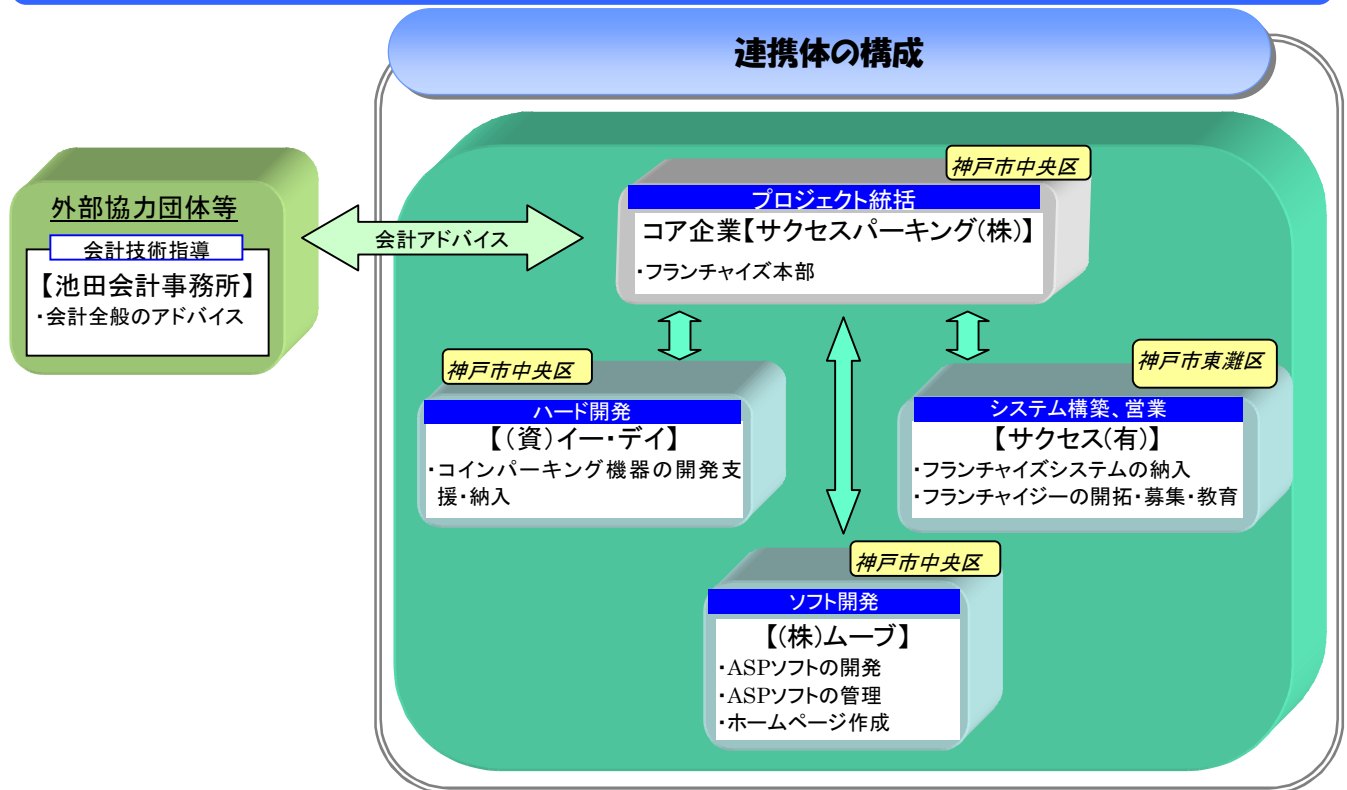 連携体の構成
外部協力団体等
会計技術指導
【池田会計事務所】
・会計全般のアドバイス
会計アドバイス
神戸市中央区
プロジェクト統括
コア企業【サクセスパーキング(株)】
・フランチャイズ本部
神戸市中央区
ハード開発
【(資)イー・デイ】
・コインパーキング機器の開発支
援・納入
神戸市東灘区
システム構築、営業
【サクセス(有)】
・フランチャイズシステムの納入
・フランチャイジーの開拓・募集・教育
神戸市中央区
ソフト開発
【(株)ムーブ】
・ASPソフトの開発
・ASPソフトの管理
・ホームページ作成